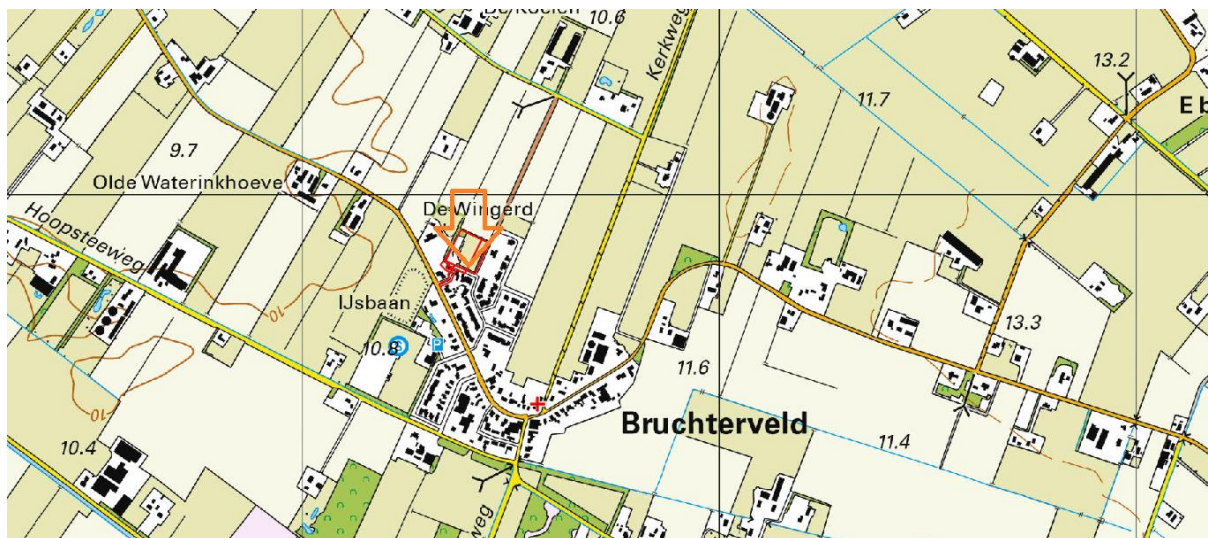 10.6
Kerkweg
13.2
11.7
9.7
Olde Waterinkhoeve
De Wingerd
Hoopsteeweg
10
IJsbaan
10.8
P
13.3
11.6
Bruchterveld
11.4
10
10.4
weg